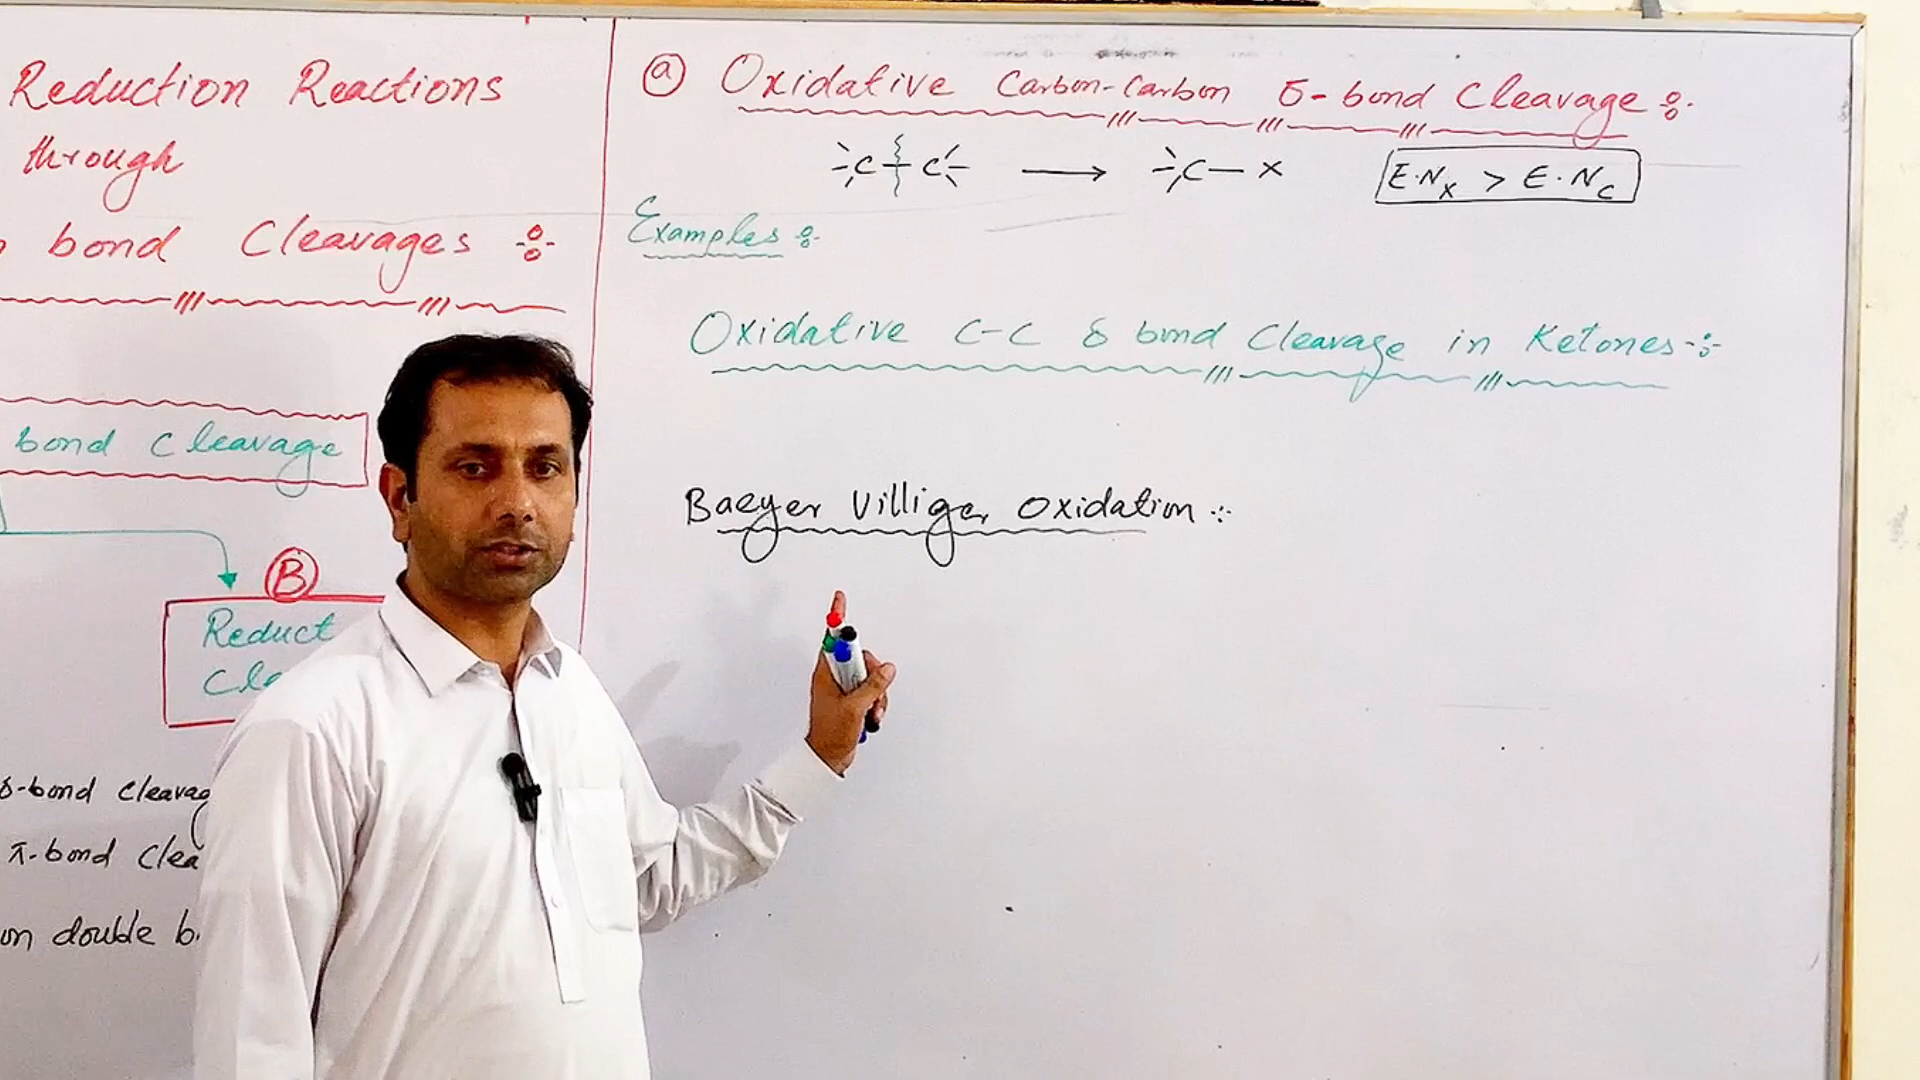 Reduction Reactions
through
bond Cleavages :
bond cleavage
B
Reduct
Cle
δ-bond cleavag
π-bond Clea
on double b
a Oxidative Carbon-Carbon δ-bond Cleavage :
C + C → C - X E.Nx > E.Nc
Examples :
Oxidative C-C δ bond Cleavage in Ketones :
Baeyer Villiger Oxidation :